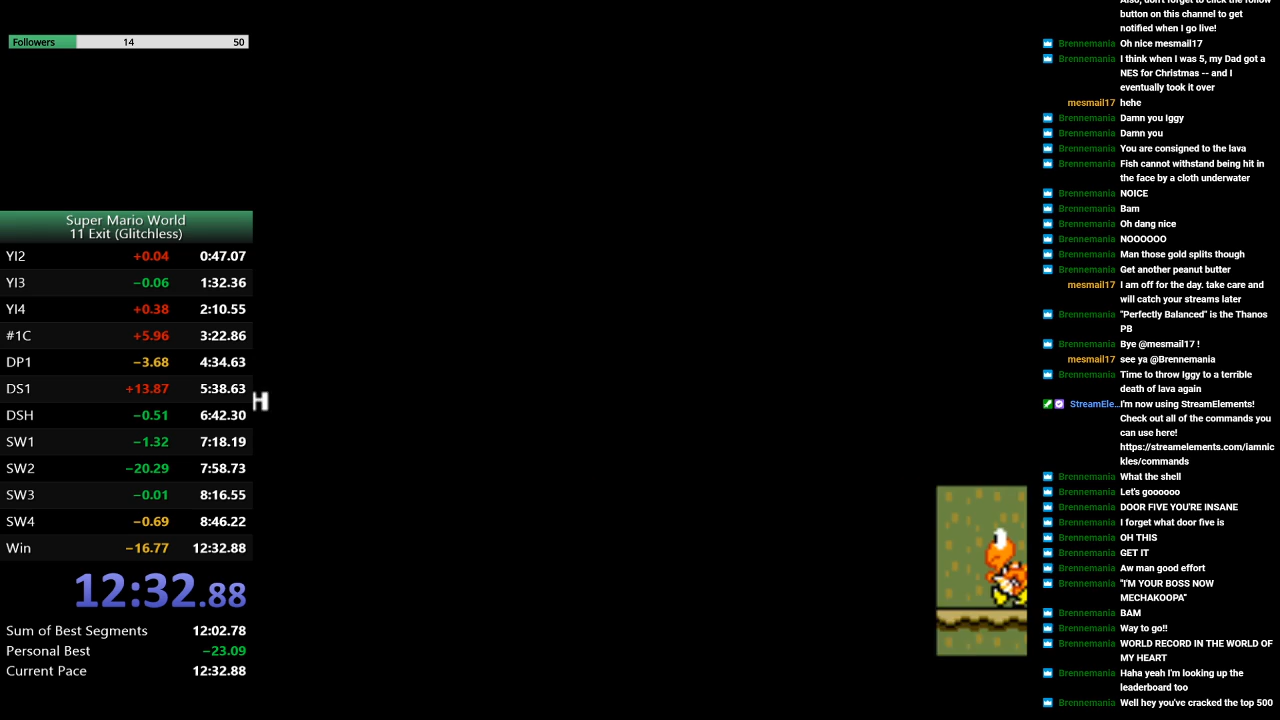 Followers 14 50
Super Mario World
11 Exit (Glitchless)
YI2 +0.04 0:47.07
YI3 −0.06 1:32.36
YI4 +0.38 2:10.55
#1C +5.96 3:22.86
DP1 −3.68 4:34.63
DS1 +13.87 5:38.63
DSH −0.51 6:42.30
SW1 −1.32 7:18.19
SW2 −20.29 7:58.73
SW3 −0.01 8:16.55
SW4 −0.69 8:46.22
Win −16.77 12:32.88
12:32.88
Sum of Best Segments 12:02.78
Personal Best −23.09
Current Pace 12:32.88
H
Also, don't forget to click the follow
button on this channel to get
notified when I go live!
Brennemania Oh nice mesmail17
Brennemania I think when I was 5, my Dad got a
NES for Christmas -- and I
eventually took it over
mesmail17 hehe
Brennemania Damn you Iggy
Brennemania Damn you
Brennemania You are consigned to the lava
Brennemania Fish cannot withstand being hit in
the face by a cloth underwater
Brennemania NOICE
Brennemania Bam
Brennemania Oh dang nice
Brennemania NOOOOOO
Brennemania Man those gold splits though
Brennemania Get another peanut butter
mesmail17 I am off for the day. take care and
will catch your streams later
Brennemania "Perfectly Balanced" is the Thanos
PB
Brennemania Bye @mesmail17 !
mesmail17 see ya @Brennemania
Brennemania Time to throw Iggy to a terrible
death of lava again
StreamEle... I'm now using StreamElements!
Check out all of the commands you
can use here!
https://streamelements.com/iamnic
kles/commands
Brennemania What the shell
Brennemania Let's goooooo
Brennemania DOOR FIVE YOU'RE INSANE
Brennemania I forget what door five is
Brennemania OH THIS
Brennemania GET IT
Brennemania Aw man good effort
Brennemania "I'M YOUR BOSS NOW
MECHAKOOPA"
Brennemania BAM
Brennemania Way to go!!
Brennemania WORLD RECORD IN THE WORLD OF
MY HEART
Brennemania Haha yeah I'm looking up the
leaderboard too
Brennemania Well hey you've cracked the top 500